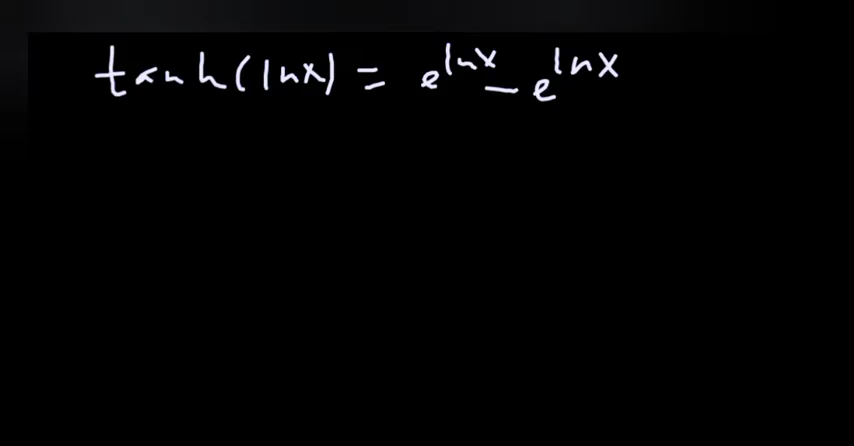 tanh(lnx) = e^lnx - e^lnx